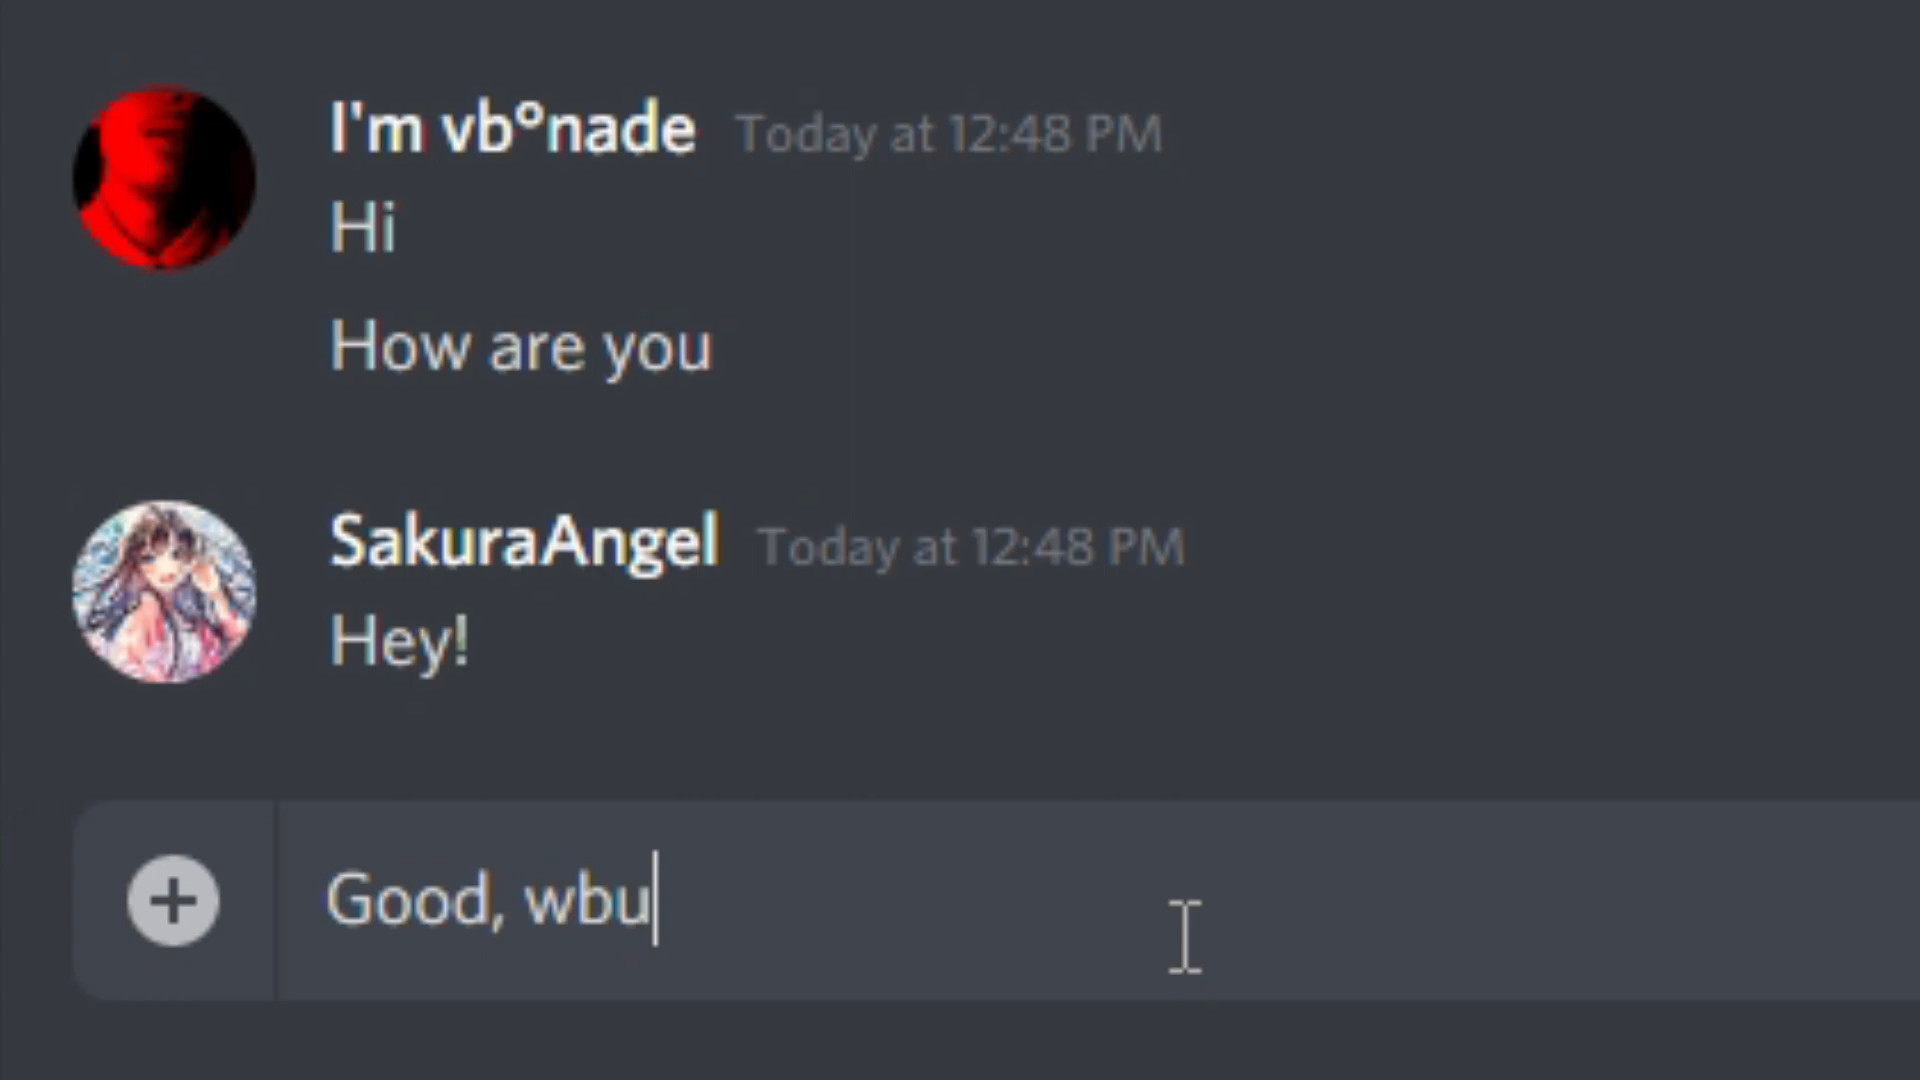 I'm vb°nade Today at 12:48 PM
Hi
How are you
SakuraAngel Today at 12:48 PM
Hey!
Good, wbu